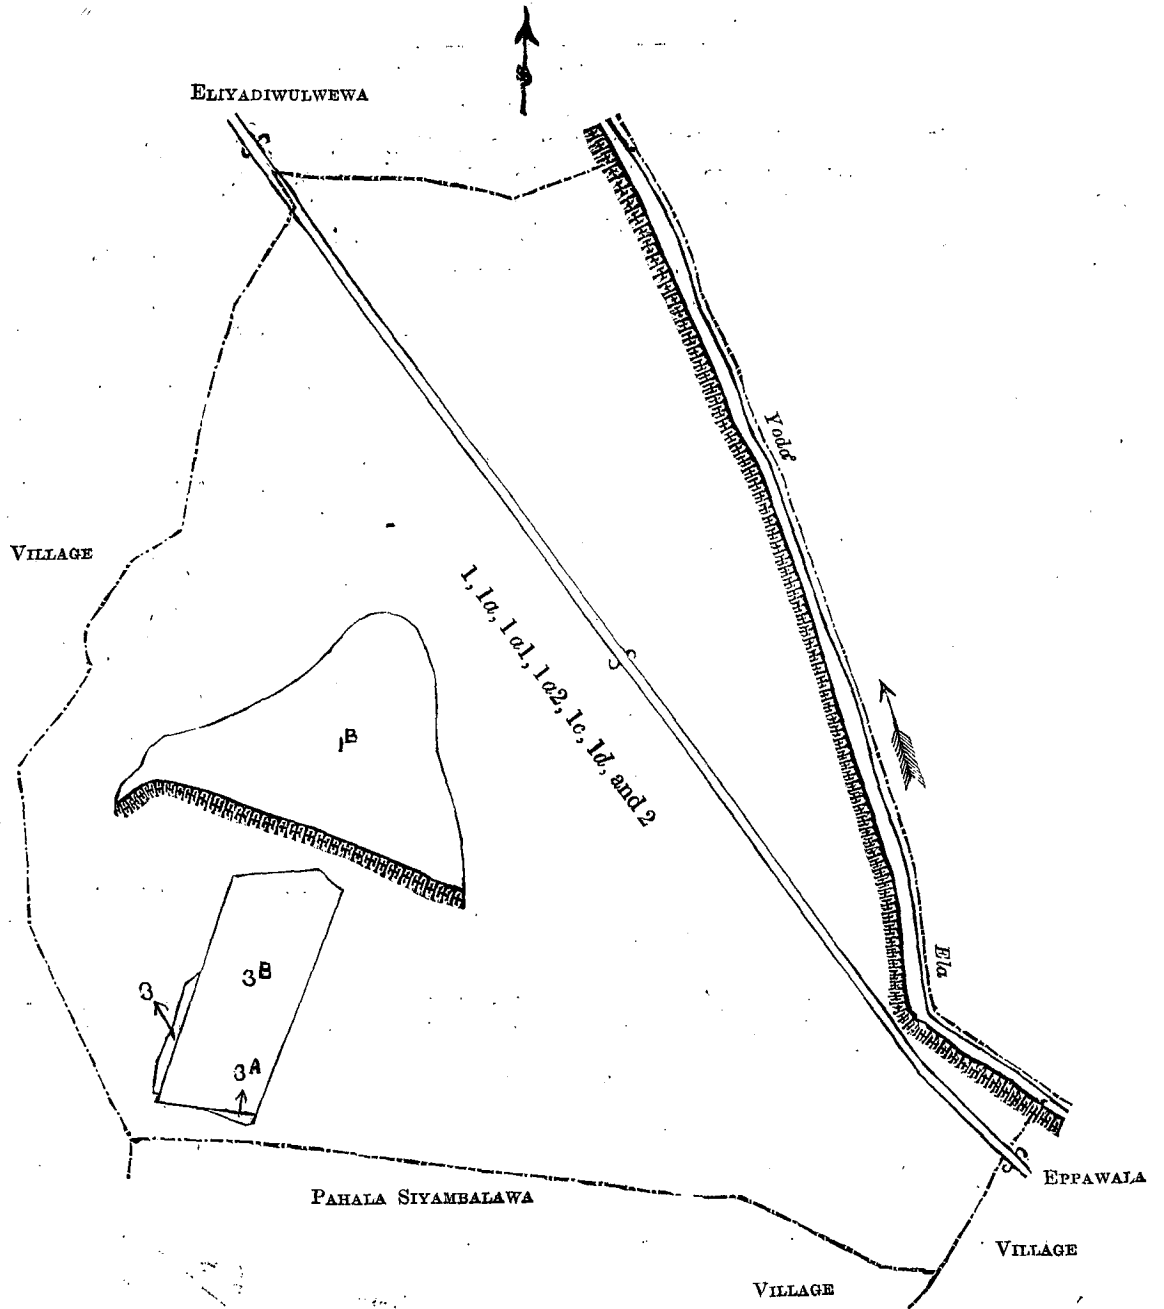 ELIYADIWULWEWA
Yoda
VILLAGE
1, 1a, 1a1, 1a2, 1c, 1d, and 2
1B
Ela
3B
3
3A
EPPAWALA
PAHALA SIYAMBALAWA
VILLAGE
VILLAGE